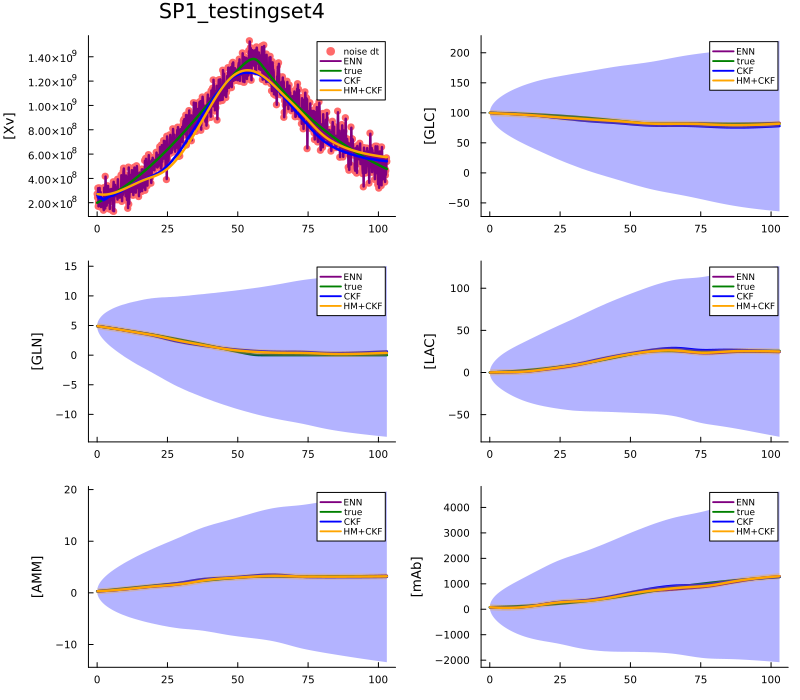 SP1_testingset4
[Xv]
1.40×10⁹
1.20×10⁹
1.00×10⁹
8.00×10⁸
6.00×10⁸
4.00×10⁸
2.00×10⁸
0 25 50 75 100
noise dt
ENN
true
CKF
HM+CKF
[GLC]
200
150
100
50
0
−50
0 25 50 75 100
ENN
true
CKF
HM+CKF
[GLN]
15
10
5
0
−5
−10
0 25 50 75 100
ENN
true
CKF
HM+CKF
[LAC]
100
50
0
−50
0 25 50 75 100
ENN
true
CKF
HM+CKF
[AMM]
20
10
0
−10
0 25 50 75 100
ENN
true
CKF
HM+CKF
[mAb]
4000
3000
2000
1000
0
−1000
−2000
0 25 50 75 100
ENN
true
CKF
HM+CKF